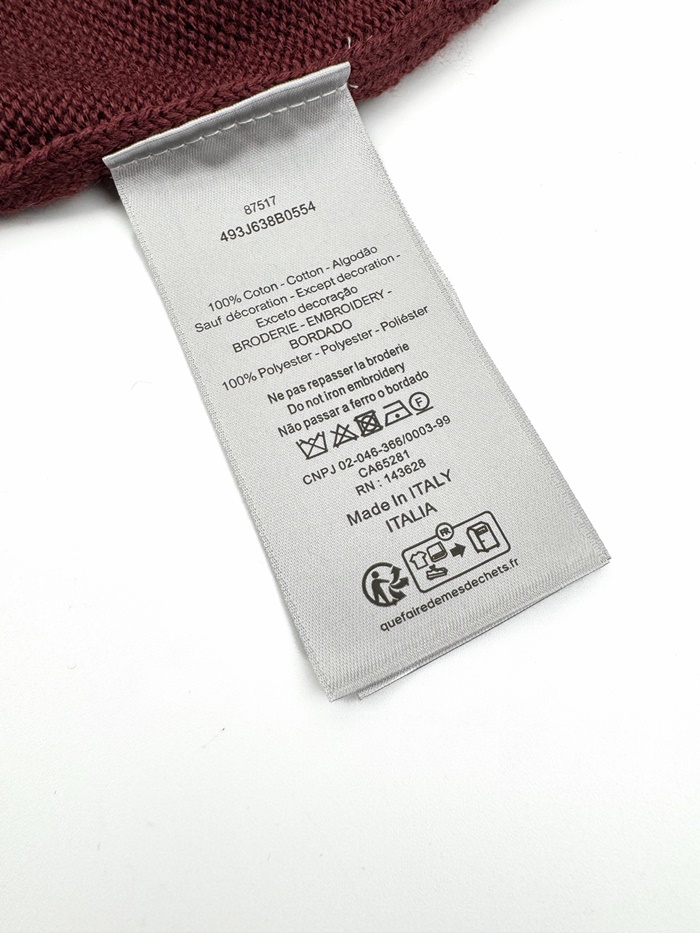 87517
493J638B0554
100% Coton - Cotton - Algodão
Sauf décoration - Except decoration -
Exceto decoração
BRODERIE - EMBROIDERY -
BORDADO
100% Polyester - Polyester - Poliéster
Ne pas repasser la broderie
Do not iron embroidery
Não passar a ferro o bordado
F
CNPJ 02-046-366/0003-99
CA65281
RN : 143628
Made In ITALY
ITALIA
FR
quefairedemesdechets.fr